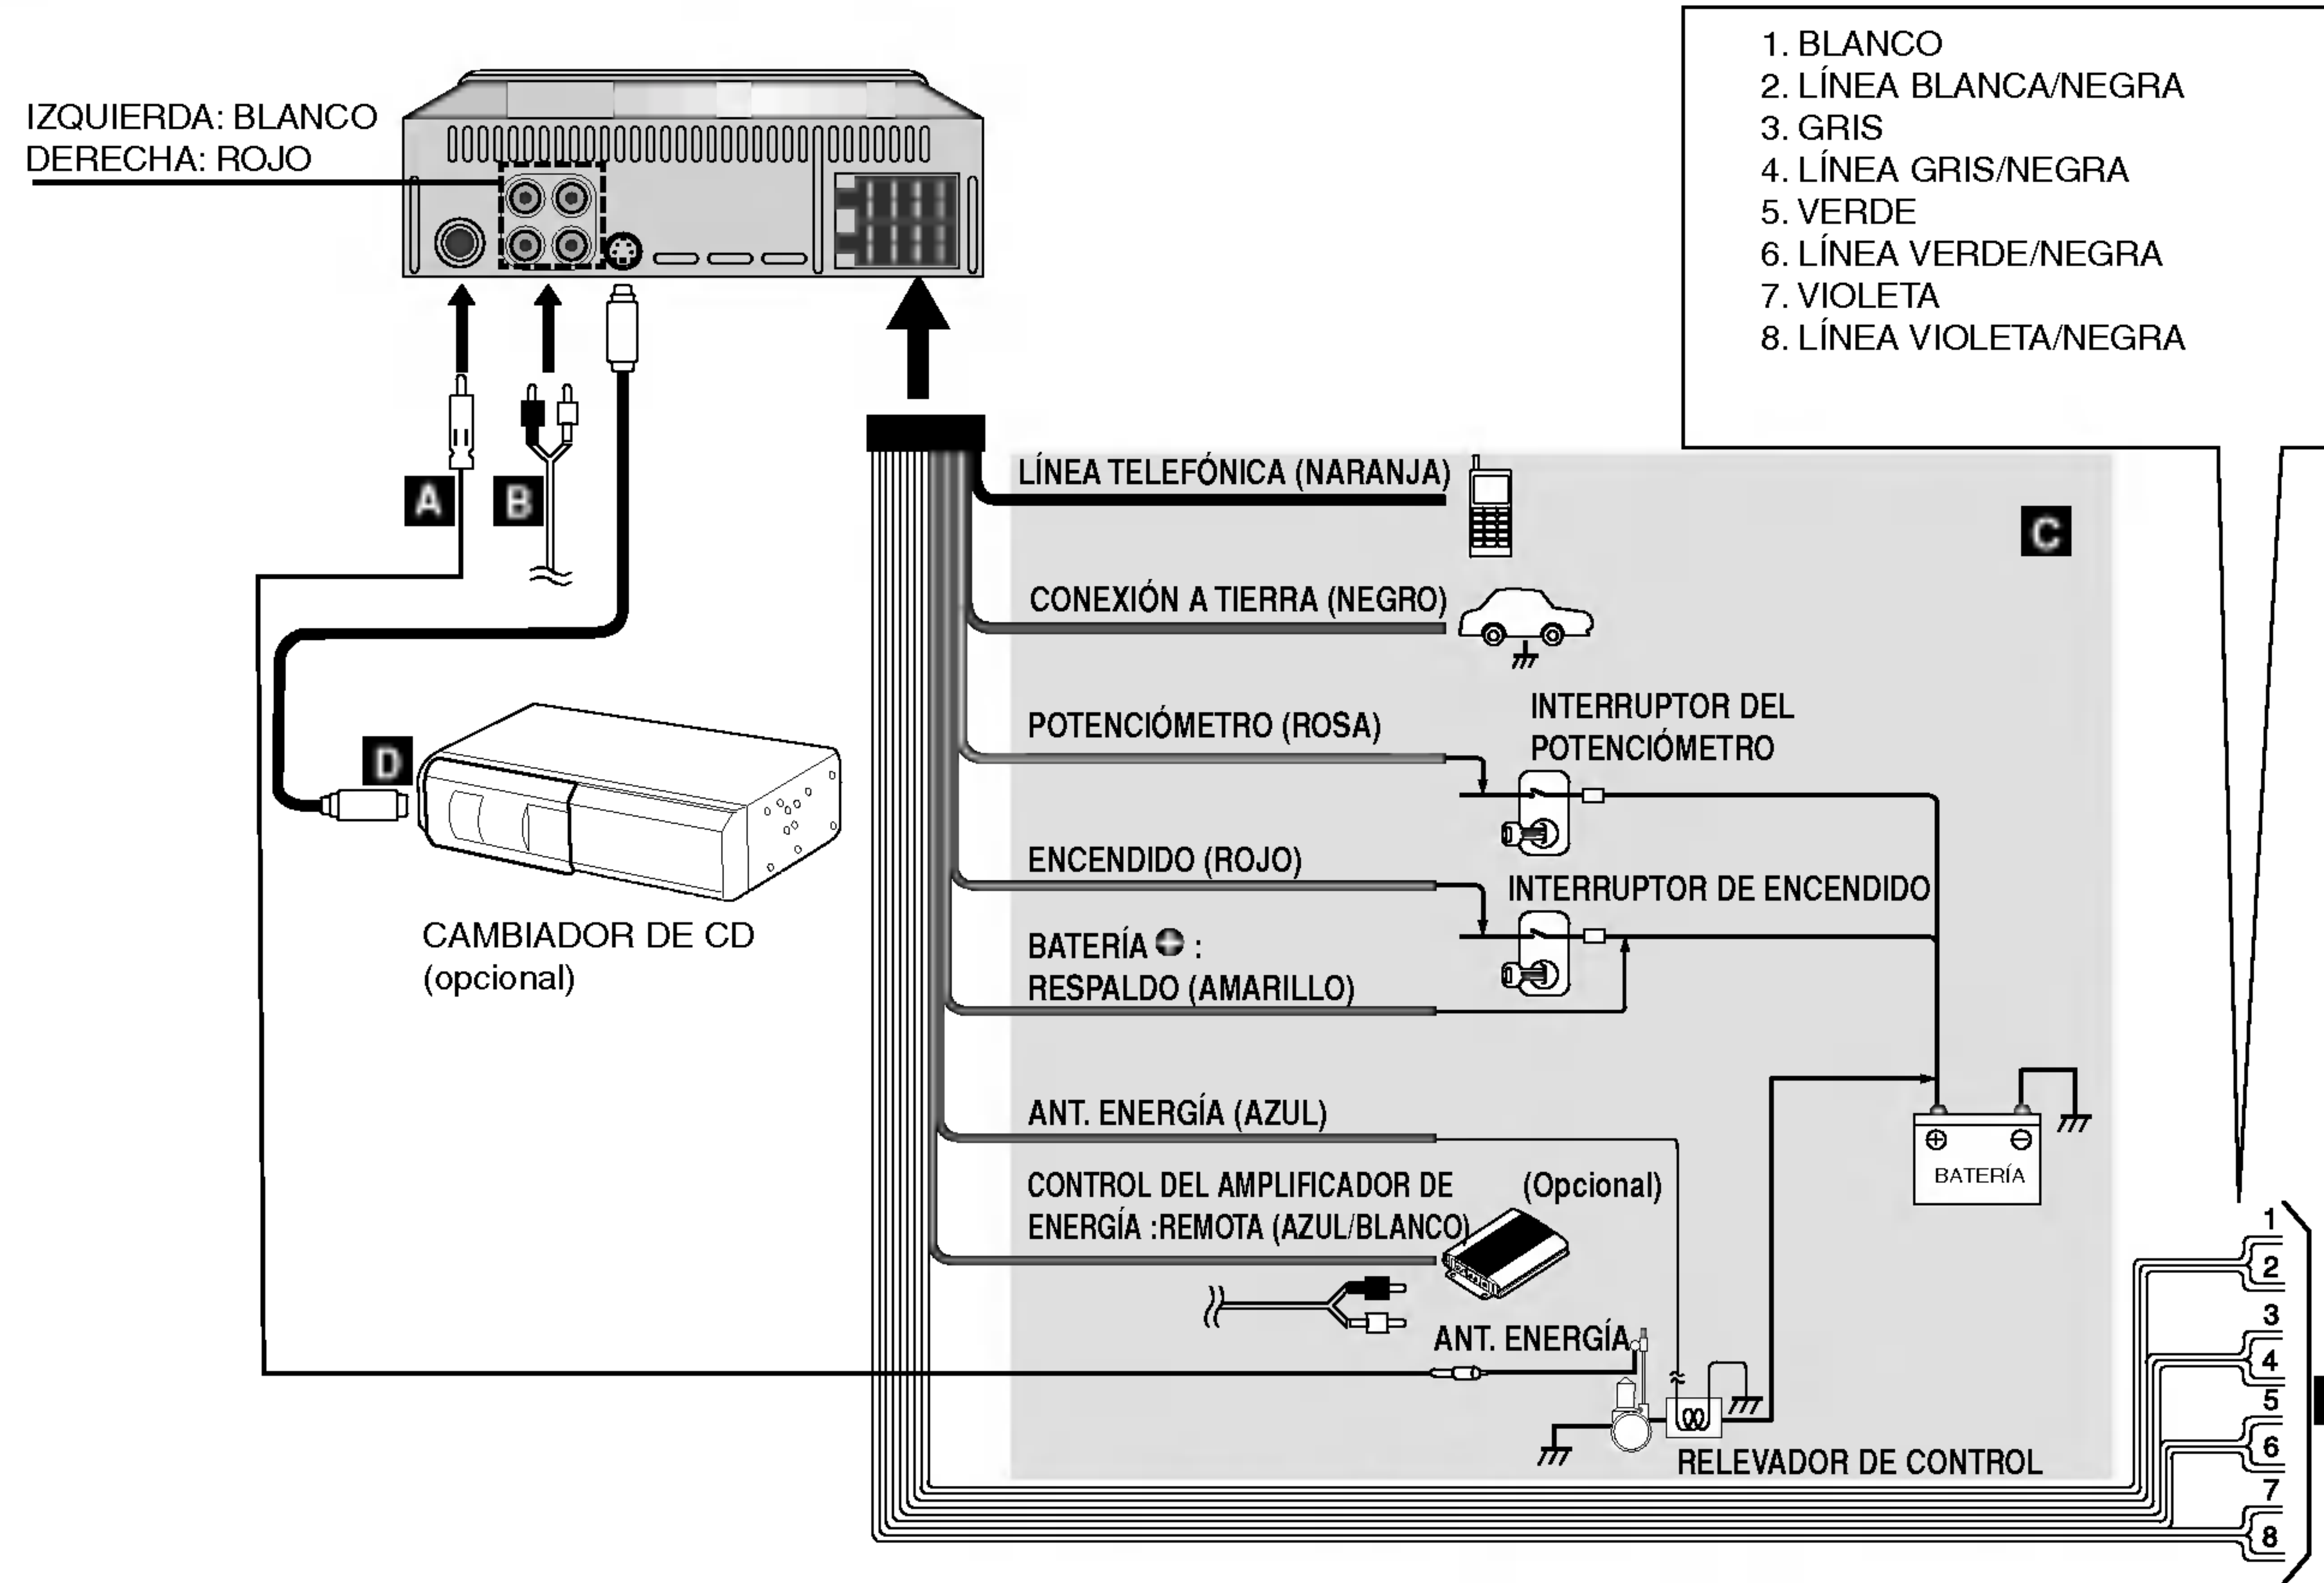 IZQUIERDA: BLANCO
DERECHA: ROJO
1. BLANCO
2. LÍNEA BLANCA/NEGRA
3. GRIS
4. LÍNEA GRIS/NEGRA
5. VERDE
6. LÍNEA VERDE/NEGRA
7. VIOLETA
8. LÍNEA VIOLETA/NEGRA
A
B
C
LÍNEA TELEFÓNICA (NARANJA)
CONEXIÓN A TIERRA (NEGRO)
POTENCIÓMETRO (ROSA)
INTERRUPTOR DEL
POTENCIÓMETRO
D
CAMBIADOR DE CD
(opcional)
ENCENDIDO (ROJO)
INTERRUPTOR DE ENCENDIDO
BATERÍA + :
RESPALDO (AMARILLO)
ANT. ENERGÍA (AZUL)
BATERÍA
CONTROL DEL AMPLIFICADOR DE
ENERGÍA :REMOTA (AZUL/BLANCO)
(Opcional)
ANT. ENERGÍA
RELEVADOR DE CONTROL
1
2
3
4
5
6
7
8